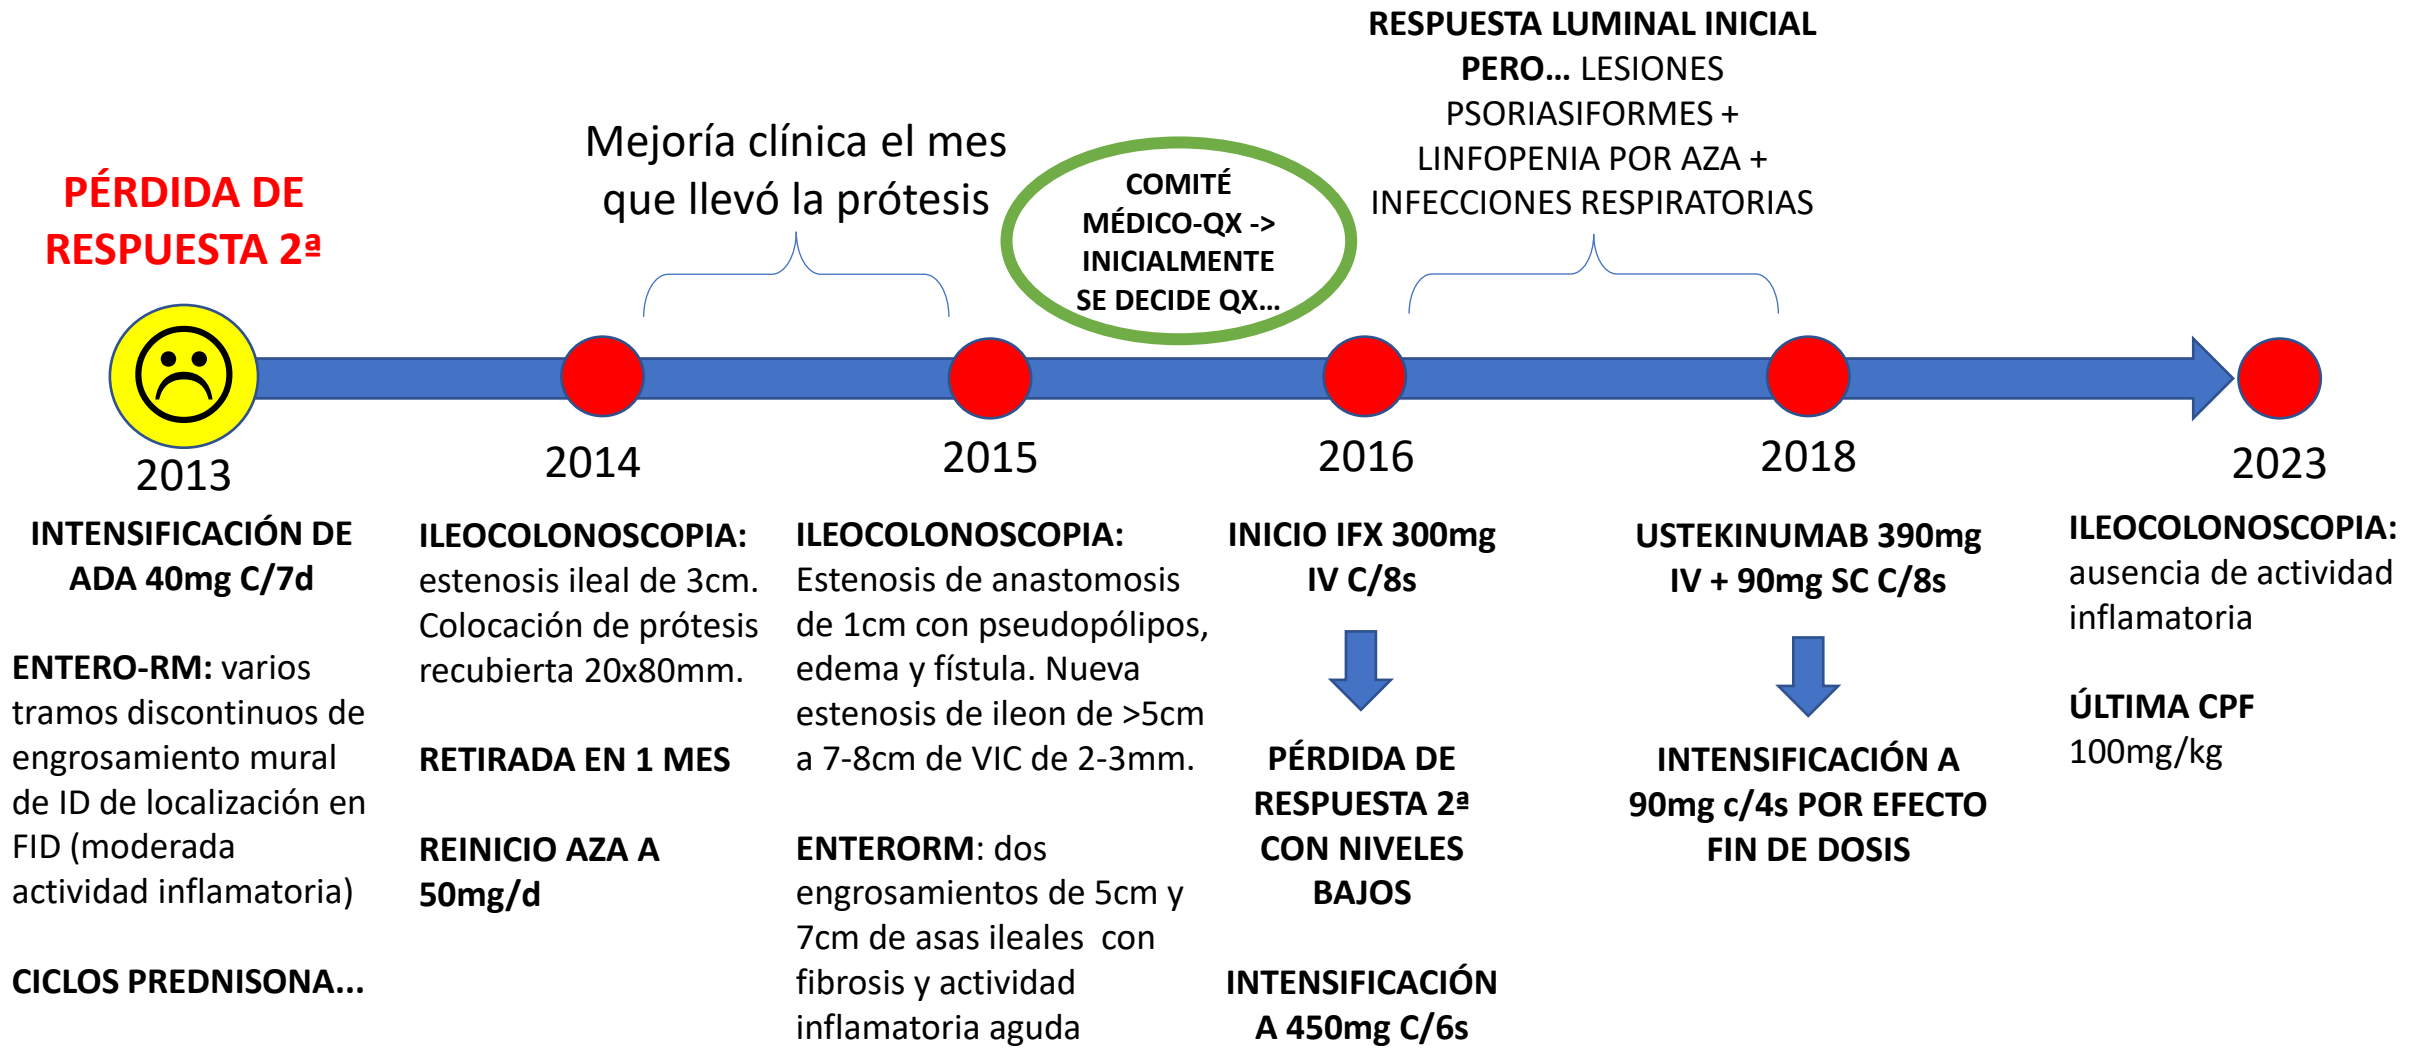 PÉRDIDA DE
RESPUESTA 2ª
Mejoría clínica el mes
que llevó la prótesis
COMITÉ
MÉDICO-QX ->
INICIALMENTE
SE DECIDE QX...
RESPUESTA LUMINAL INICIAL
PERO... LESIONES
PSORIASIFORMES +
LINFOPENIA POR AZA +
INFECCIONES RESPIRATORIAS
2013
INTENSIFICACIÓN DE
ADA 40mg C/7d
ENTERO-RM: varios
tramos discontinuos de
engrosamiento mural
de ID de localización en
FID (moderada
actividad inflamatoria)
CICLOS PREDNISONA...
2014
ILEOCOLONOSCOPIA:
estenosis ileal de 3cm.
Colocación de prótesis
recubierta 20x80mm.
RETIRADA EN 1 MES
REINICIO AZA A
50mg/d
2015
ILEOCOLONOSCOPIA:
Estenosis de anastomosis
de 1cm con pseudopólipos,
edema y fístula. Nueva
estenosis de ileon de >5cm
a 7-8cm de VIC de 2-3mm.
ENTERORM: dos
engrosamientos de 5cm y
7cm de asas ileales con
fibrosis y actividad
inflamatoria aguda
2016
INICIO IFX 300mg
IV C/8s
PÉRDIDA DE
RESPUESTA 2ª
CON NIVELES
BAJOS
INTENSIFICACIÓN
A 450mg C/6s
2018
USTEKINUMAB 390mg
IV + 90mg SC C/8s
INTENSIFICACIÓN A
90mg c/4s POR EFECTO
FIN DE DOSIS
2023
ILEOCOLONOSCOPIA:
ausencia de actividad
inflamatoria
ÚLTIMA CPF
100mg/kg